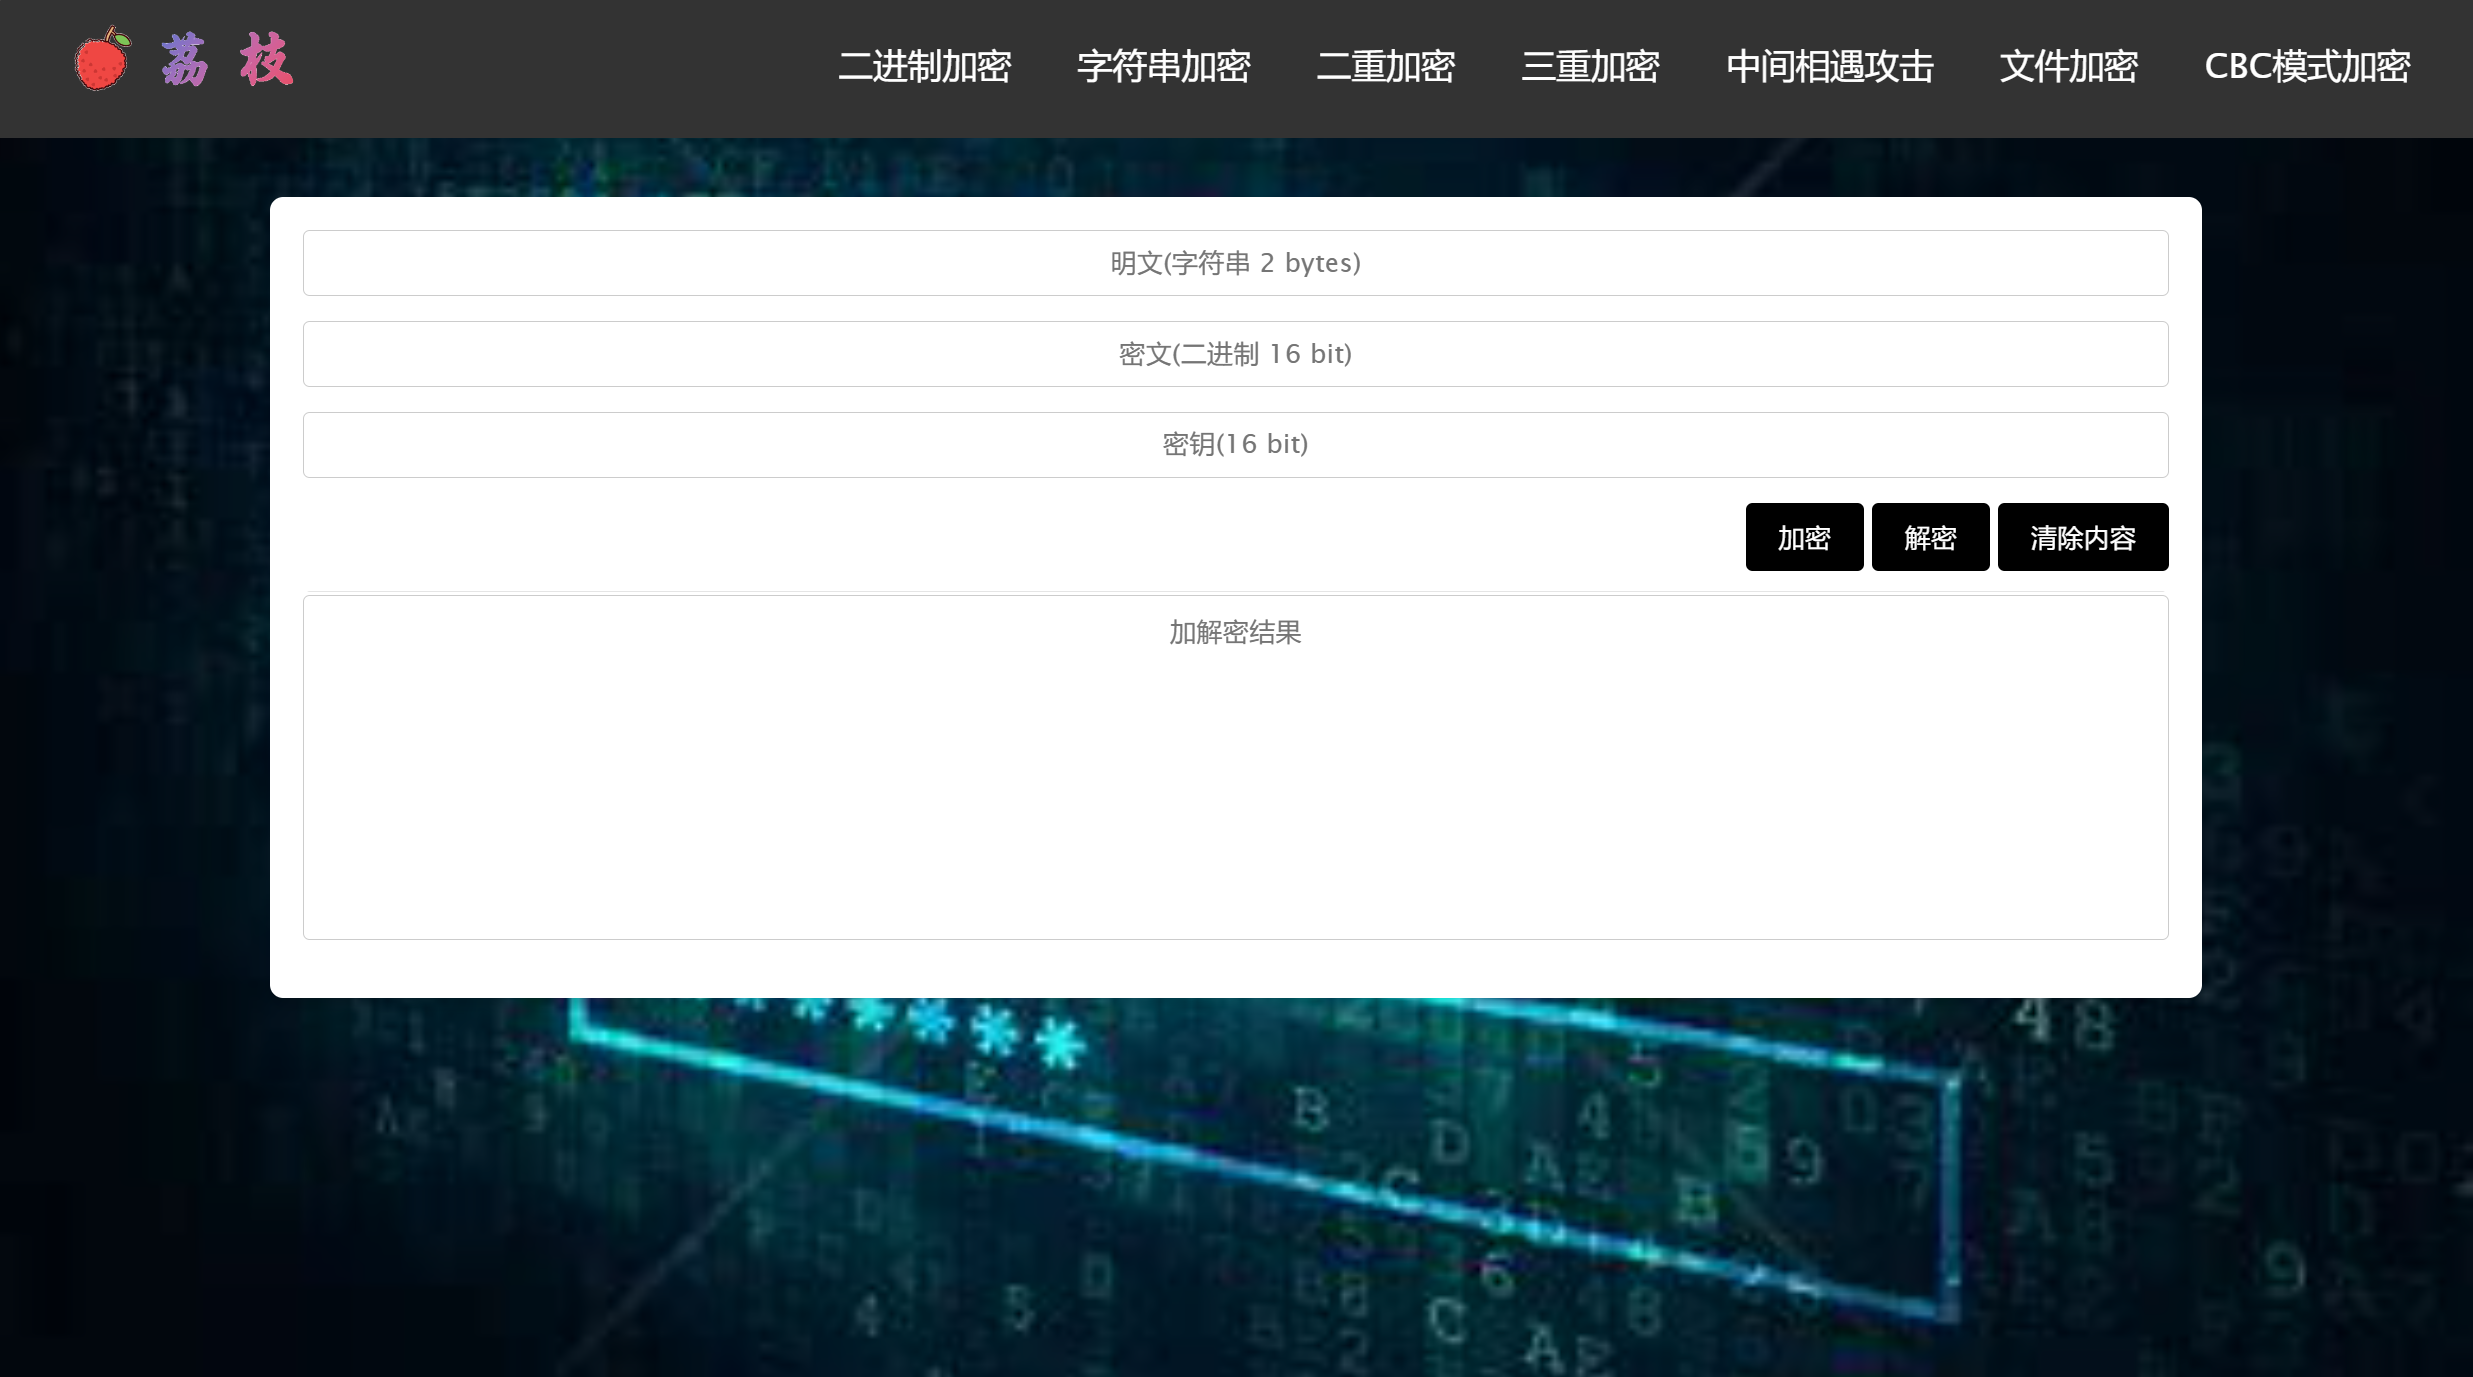 荔枝
二进制加密 字符串加密 二重加密 三重加密 中间相遇攻击 文件加密 CBC模式加密
明文(字符串 2 bytes)
密文(二进制 16 bit)
密钥(16 bit)
加密 解密 清除内容
加解密结果